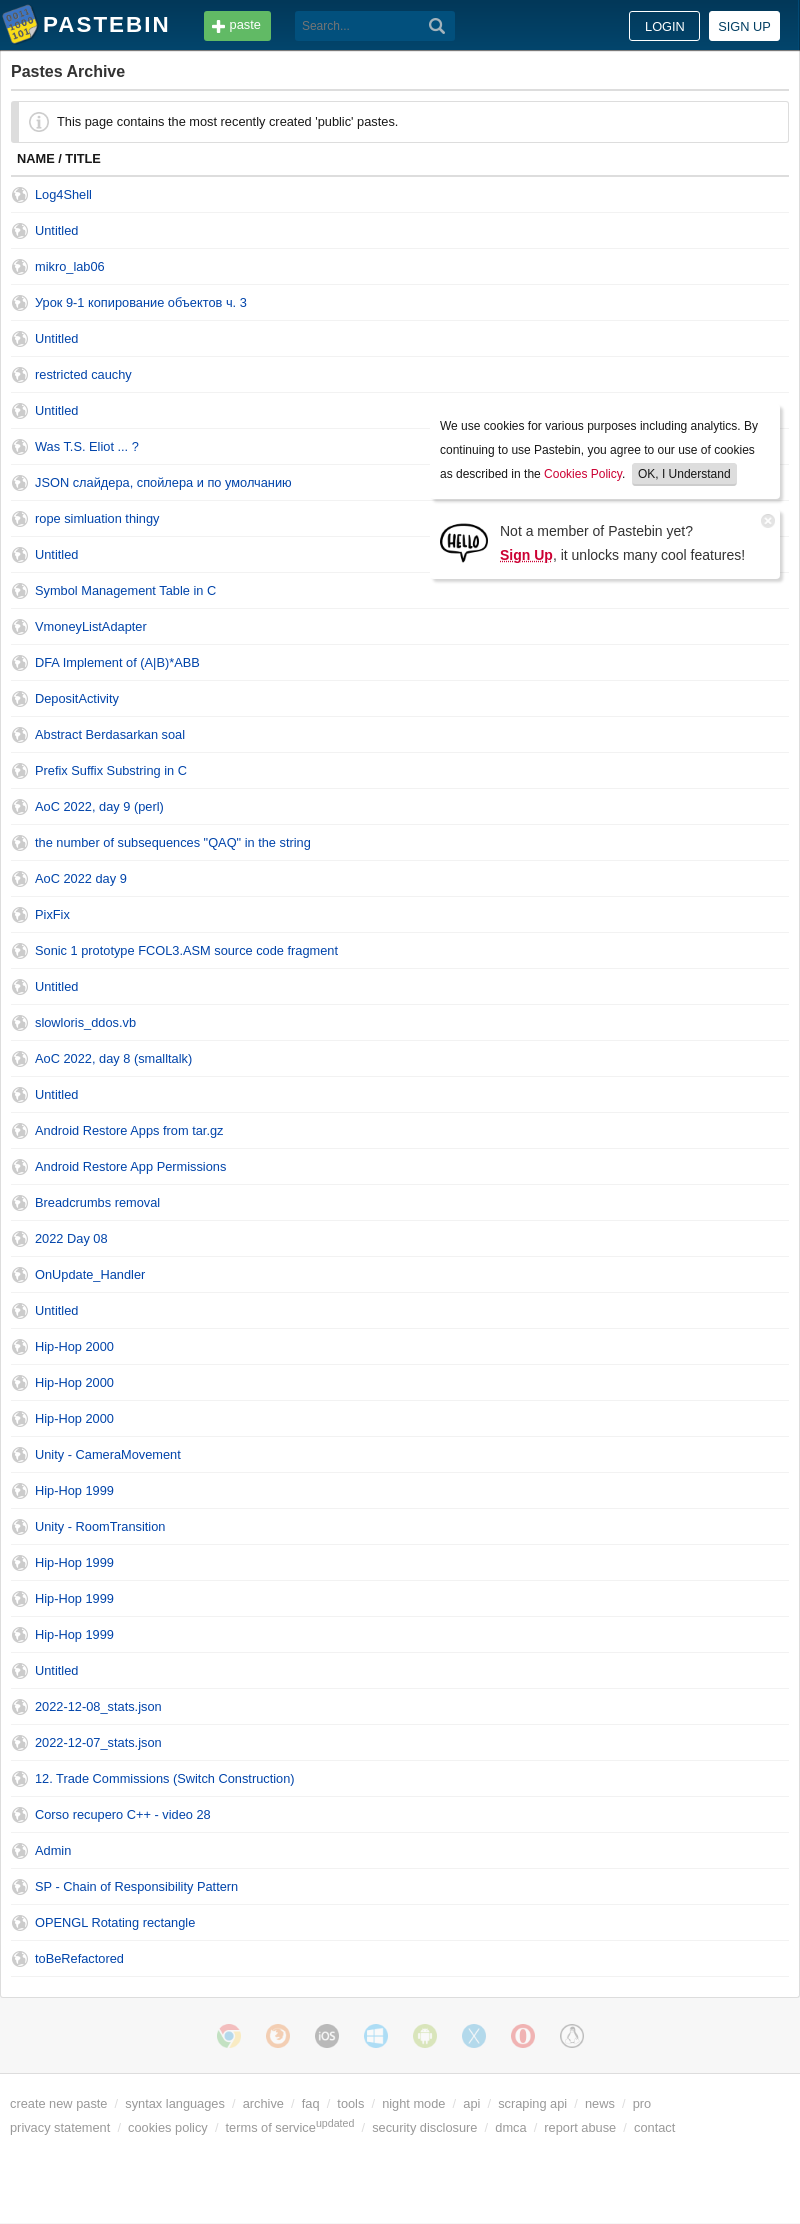 PASTEBIN
paste
Search...
LOGIN
SIGN UP
Pastes Archive
This page contains the most recently created 'public' pastes.
NAME / TITLE
Log4Shell
Untitled
mikro_lab06
Урок 9-1 копирование объектов ч. 3
Untitled
restricted cauchy
Untitled
Was T.S. Eliot ... ?
JSON слайдера, спойлера и по умолчанию
rope simluation thingy
Untitled
We use cookies for various purposes including analytics. By
continuing to use Pastebin, you agree to our use of cookies
as described in the Cookies Policy. OK, I Understand
HELLO
Not a member of Pastebin yet?
Sign Up, it unlocks many cool features!
Symbol Management Table in C
VmoneyListAdapter
DFA Implement of (A|B)*ABB
DepositActivity
Abstract Berdasarkan soal
Prefix Suffix Substring in C
AoC 2022, day 9 (perl)
the number of subsequences "QAQ" in the string
AoC 2022 day 9
PixFix
Sonic 1 prototype FCOL3.ASM source code fragment
Untitled
slowloris_ddos.vb
AoC 2022, day 8 (smalltalk)
Untitled
Android Restore Apps from tar.gz
Android Restore App Permissions
Breadcrumbs removal
2022 Day 08
OnUpdate_Handler
Untitled
Hip-Hop 2000
Hip-Hop 2000
Hip-Hop 2000
Unity - CameraMovement
Hip-Hop 1999
Unity - RoomTransition
Hip-Hop 1999
Hip-Hop 1999
Hip-Hop 1999
Untitled
2022-12-08_stats.json
2022-12-07_stats.json
12. Trade Commissions (Switch Construction)
Corso recupero C++ - video 28
Admin
SP - Chain of Responsibility Pattern
OPENGL Rotating rectangle
toBeRefactored
iOS
create new paste / syntax languages / archive / faq / tools / night mode / api / scraping api / news / pro
privacy statement / cookies policy / terms of service updated / security disclosure / dmca / report abuse / contact